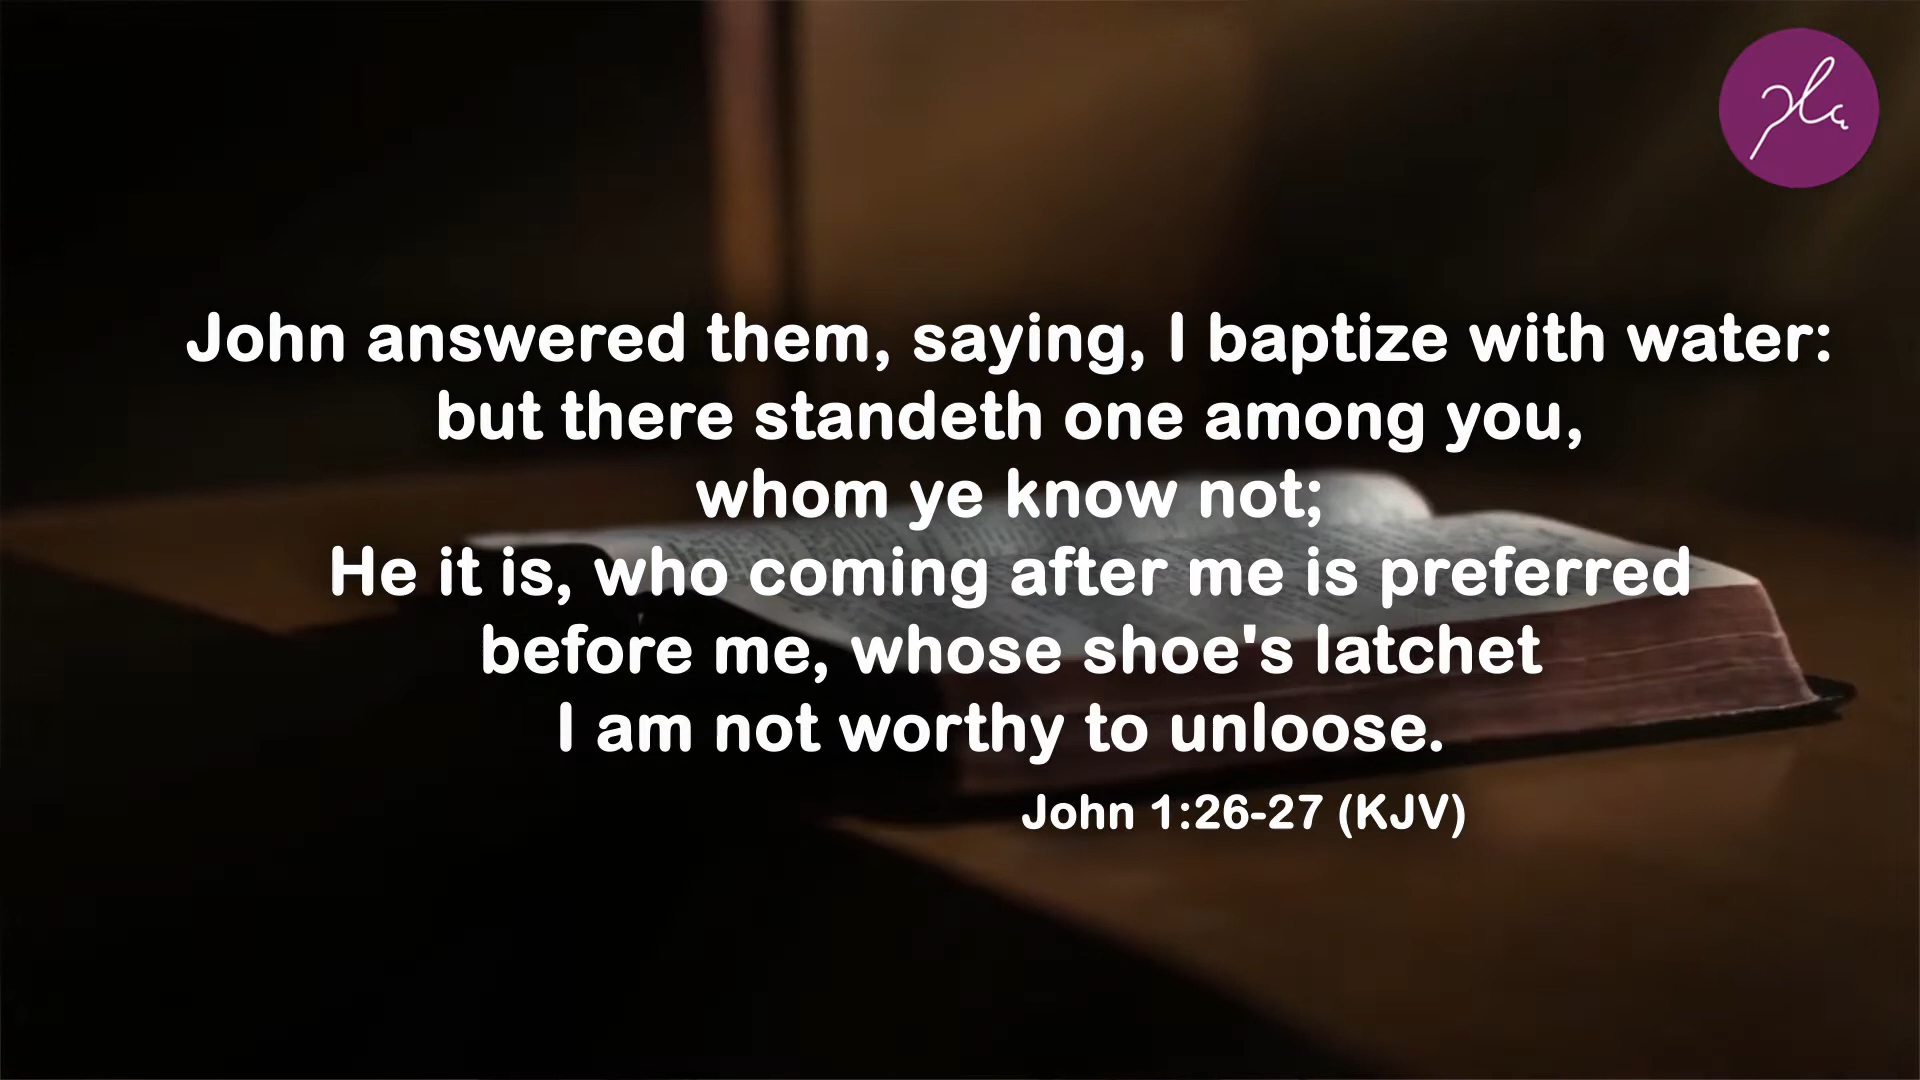 John answered them, saying, I baptize with water:
but there standeth one among you,
whom ye know not;
He it is, who coming after me is preferred
before me, whose shoe's latchet
I am not worthy to unloose.
John 1:26-27 (KJV)